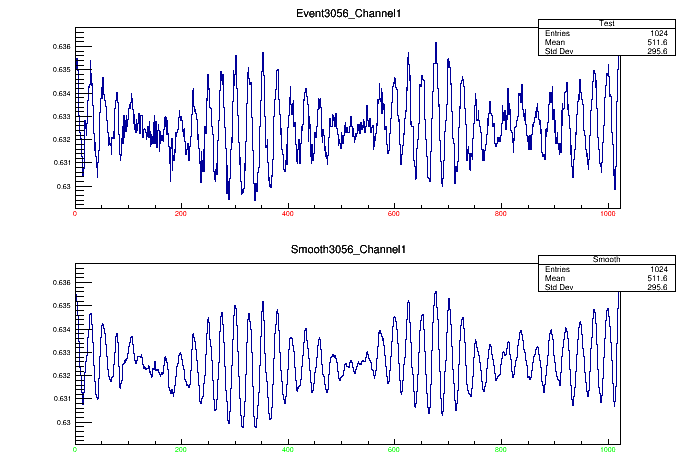 Event3056_Channel1
Test
Entries 1024
Mean 511.6
Std Dev 295.6
0.636
0.635
0.634
0.633
0.632
0.631
0.63
0 200 400 600 800 1000
Smooth3056_Channel1
Smooth
Entries 1024
Mean 511.6
Std Dev 295.6
0.636
0.635
0.634
0.633
0.632
0.631
0.63
0 200 400 600 800 1000